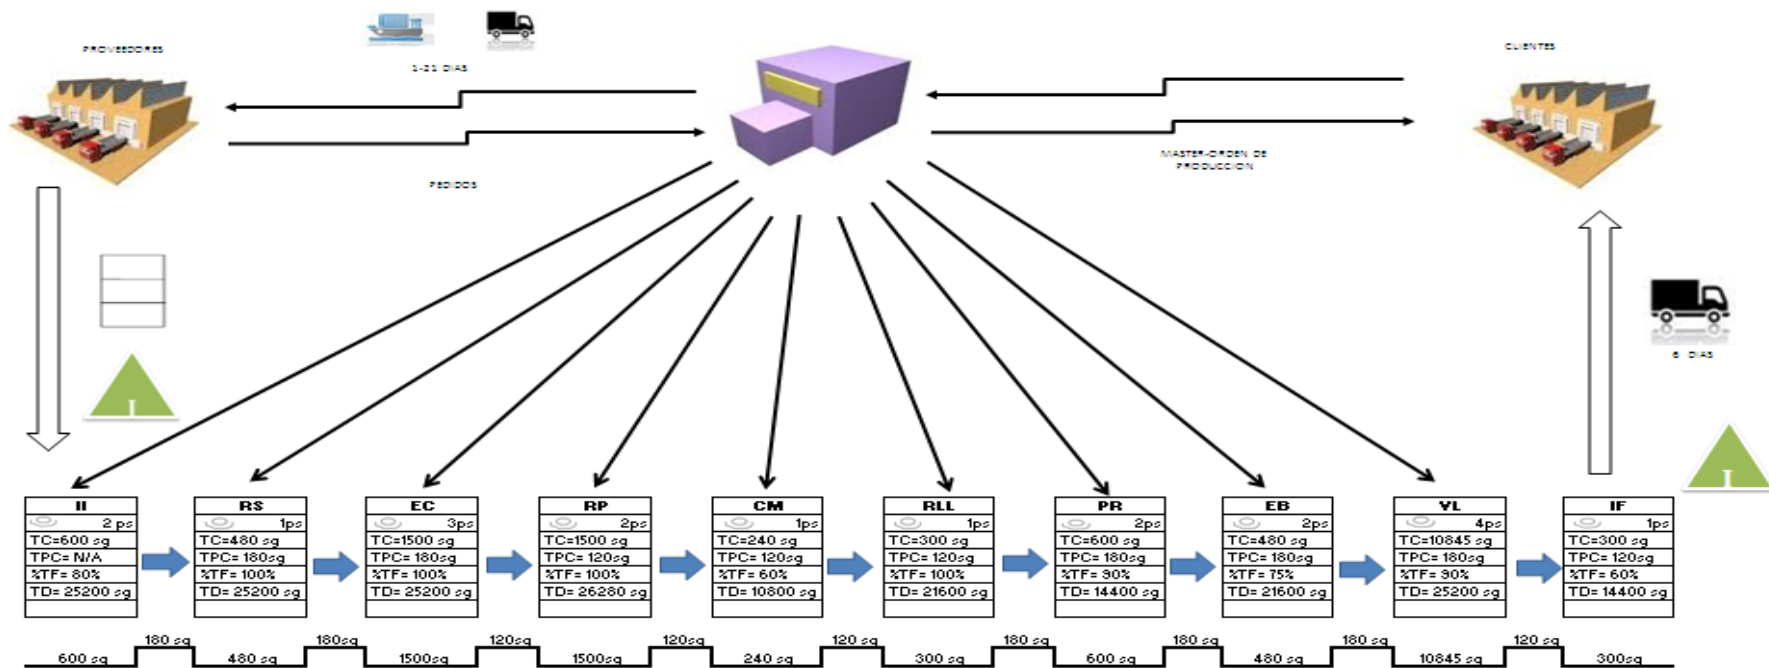 PROVEEDORES
1-21 DIAS
CLIENTES
PEDIDOS
MASTER-ORDEN DE
PRODUCCION
6 DIAS
I
I
II
2 ps
TC=600 sg
TPC= N/A
%TF= 80%
TD= 25200 sg
RS
1ps
TC=480 sg
TPC= 180sg
%TF= 100%
TD= 25200 sg
EC
3ps
TC=1500 sg
TPC= 180sg
%TF= 100%
TD= 25200 sg
RP
2ps
TC=1500 sg
TPC= 120sg
%TF= 100%
TD= 26280 sg
CM
1ps
TC=240 sg
TPC= 120sg
%TF= 60%
TD= 10800 sg
RLL
1ps
TC=300 sg
TPC= 120sg
%TF= 100%
TD= 21600 sg
PR
2ps
TC=600 sg
TPC= 180sg
%TF= 90%
TD= 14400 sg
EB
2ps
TC=480 sg
TPC= 180sg
%TF= 75%
TD= 21600 sg
VL
4ps
TC=10845 sg
TPC= 180sg
%TF= 90%
TD= 25200 sg
IF
1ps
TC=300 sg
TPC= 120sg
%TF= 60%
TD= 14400 sg
180 sg 180sg 120sg 120sg 120 sg 180 sg 180 sg 180 sg 120 sg
600 sg 480 sg 1500sg 1500sg 240 sg 300 sg 600 sg 480 sg 10845 sg 300sg